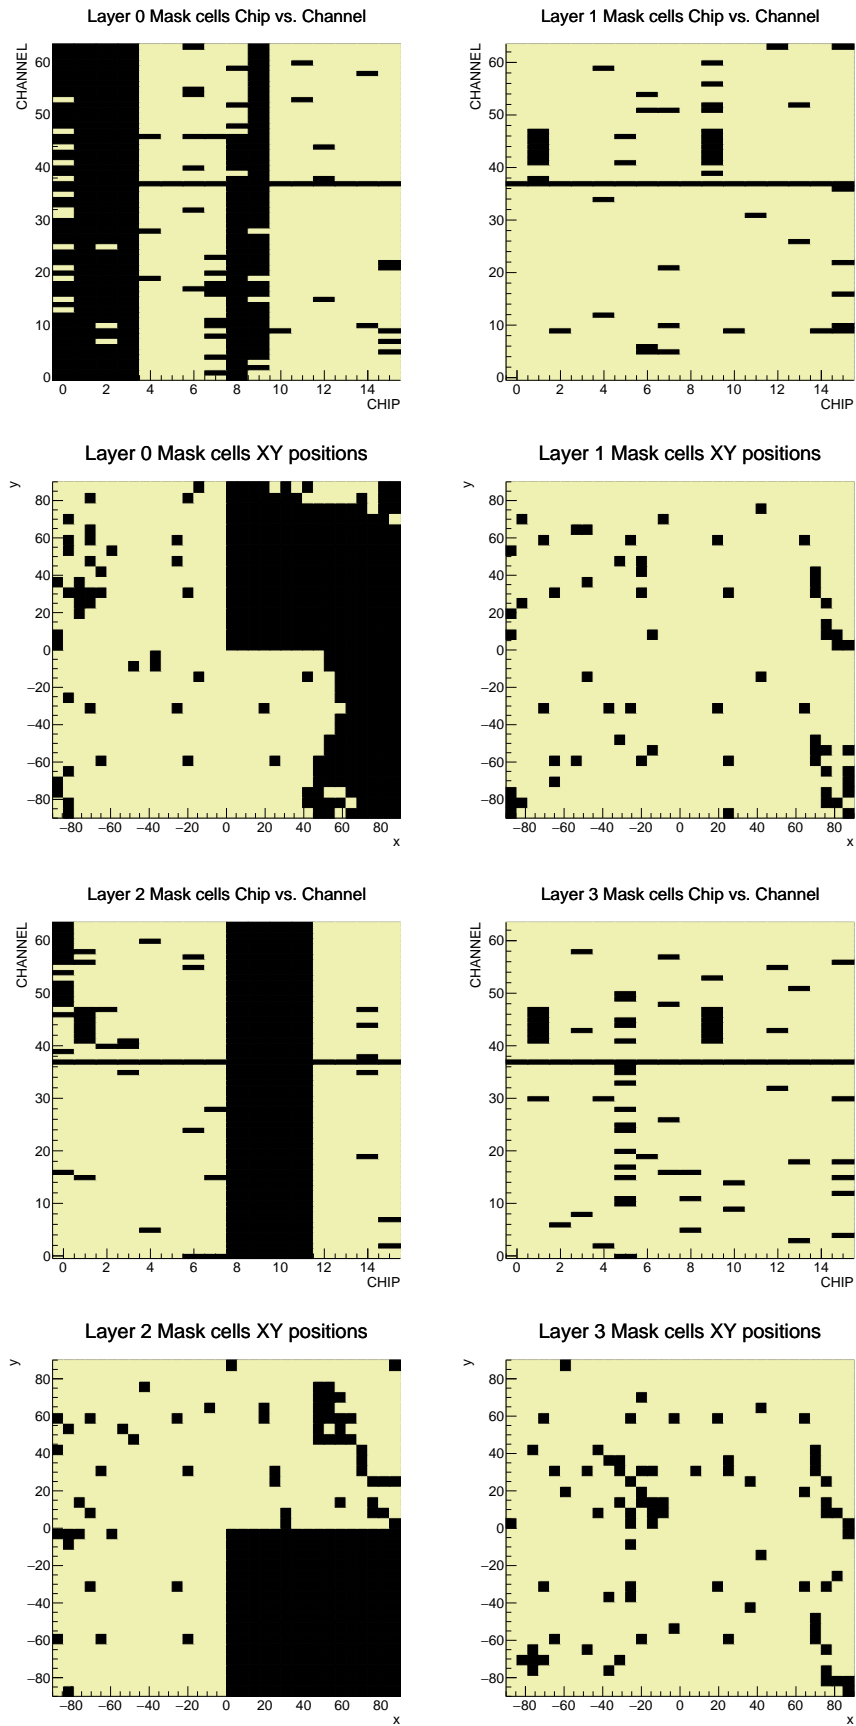 Layer 0 Mask cells Chip vs. Channel
Layer 1 Mask cells Chip vs. Channel
CHANNEL
60
50
40
30
20
10
0
0 2 4 6 8 10 12 14
CHIP
CHANNEL
60
50
40
30
20
10
0
0 2 4 6 8 10 12 14
CHIP
Layer 0 Mask cells XY positions
Layer 1 Mask cells XY positions
y
80
60
40
20
0
−20
−40
−60
−80
−80 −60 −40 −20 0 20 40 60 80
x
y
80
60
40
20
0
−20
−40
−60
−80
−80 −60 −40 −20 0 20 40 60 80
x
Layer 2 Mask cells Chip vs. Channel
Layer 3 Mask cells Chip vs. Channel
CHANNEL
60
50
40
30
20
10
0
0 2 4 6 8 10 12 14
CHIP
CHANNEL
60
50
40
30
20
10
0
0 2 4 6 8 10 12 14
CHIP
Layer 2 Mask cells XY positions
Layer 3 Mask cells XY positions
y
80
60
40
20
0
−20
−40
−60
−80
−80 −60 −40 −20 0 20 40 60 80
x
y
80
60
40
20
0
−20
−40
−60
−80
−80 −60 −40 −20 0 20 40 60 80
x